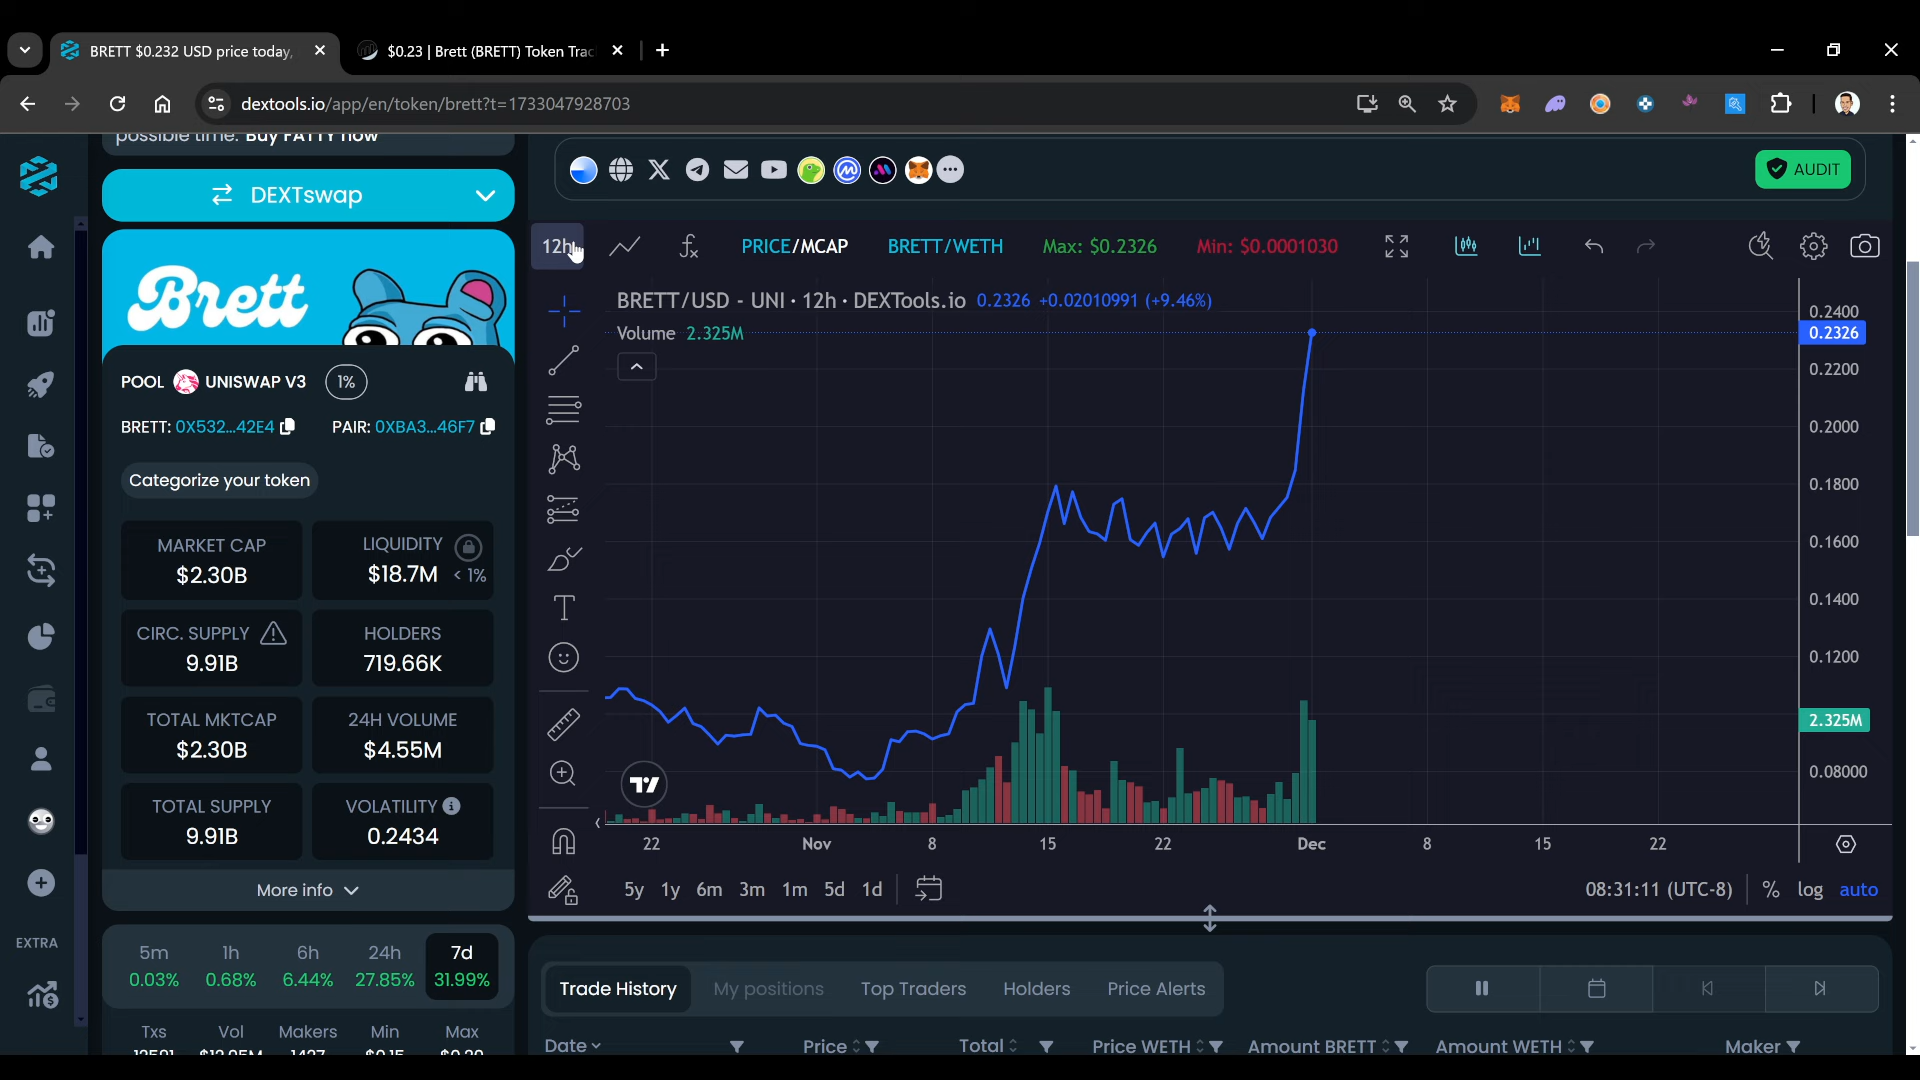 BRETT $0.232 USD price today,
$0.23 | Brett (BRETT) Token Trac
dextools.io/app/en/token/brett?t=1733047928703
possible time. Buy FATTY now
DEXTswap
AUDIT
12h
PRICE/MCAP
BRETT/WETH
Max: $0.2326
Min: $0.0001030
Brett
BRETT/USD - UNI · 12h · DEXTools.io 0.2326 +0.02010991 (+9.46%)
Volume 2.325M
0.2400
0.2326
0.2200
0.2000
0.1800
0.1600
0.1400
0.1200
2.325M
0.08000
POOL UNISWAP V3 1%
BRETT: 0X532...42E4 PAIR: 0XBA3...46F7
Categorize your token
MARKET CAP
$2.30B
LIQUIDITY
$18.7M < 1%
CIRC. SUPPLY
9.91B
HOLDERS
719.66K
TOTAL MKTCAP
$2.30B
24H VOLUME
$4.55M
TOTAL SUPPLY
9.91B
VOLATILITY
0.2434
More info
22 Nov 8 15 22 Dec 8 15 22
5y 1y 6m 3m 1m 5d 1d
08:31:11 (UTC-8) % log auto
EXTRA
5m 1h 6h 24h 7d
0.03% 0.68% 6.44% 27.85% 31.99%
Txs Vol Makers Min Max
Trade History My positions Top Traders Holders Price Alerts
Date Price Total Price WETH Amount BRETT Amount WETH Maker